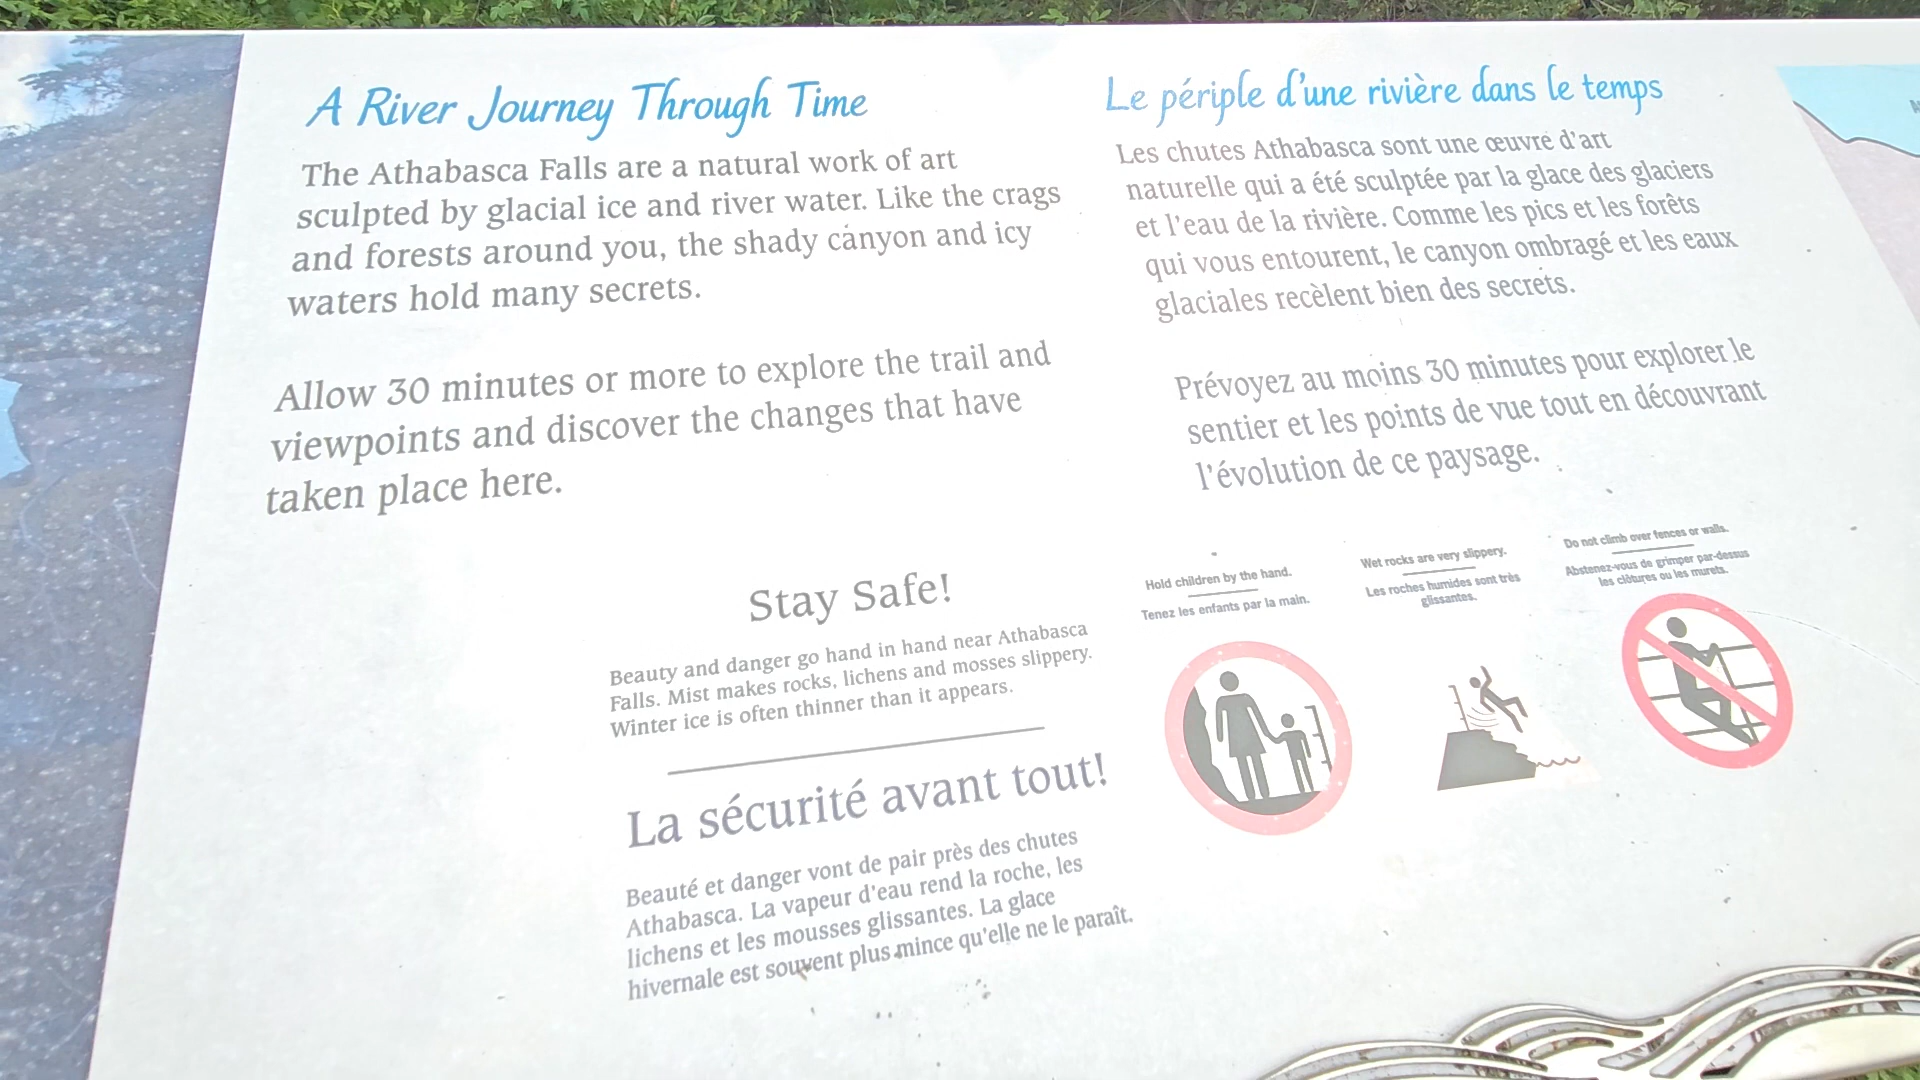 A River Journey Through Time
The Athabasca Falls are a natural work of art
sculpted by glacial ice and river water. Like the crags
and forests around you, the shady canyon and icy
waters hold many secrets.
Allow 30 minutes or more to explore the trail and
viewpoints and discover the changes that have
taken place here.
Le périple d'une rivière dans le temps
Les chutes Athabasca sont une œuvre d'art
naturelle qui a été sculptée par la glace des glaciers
et l'eau de la rivière. Comme les pics et les forêts
qui vous entourent, le canyon ombragé et les eaux
glaciales recèlent bien des secrets.
Prévoyez au moins 30 minutes pour explorer le
sentier et les points de vue tout en découvrant
l'évolution de ce paysage.
Stay Safe!
Beauty and danger go hand in hand near Athabasca
Falls. Mist makes rocks, lichens and mosses slippery.
Winter ice is often thinner than it appears.
La sécurité avant tout!
Beauté et danger vont de pair près des chutes
Athabasca. La vapeur d'eau rend la roche, les
lichens et les mousses glissantes. La glace
hivernale est souvent plus mince qu'elle ne le paraît.
Hold children by the hand.
Tenez les enfants par la main.
Wet rocks are very slippery.
Les roches humides sont très
glissantes.
Do not climb over fences or walls.
Abstenez-vous de grimper par-dessus
les clôtures ou les murets.